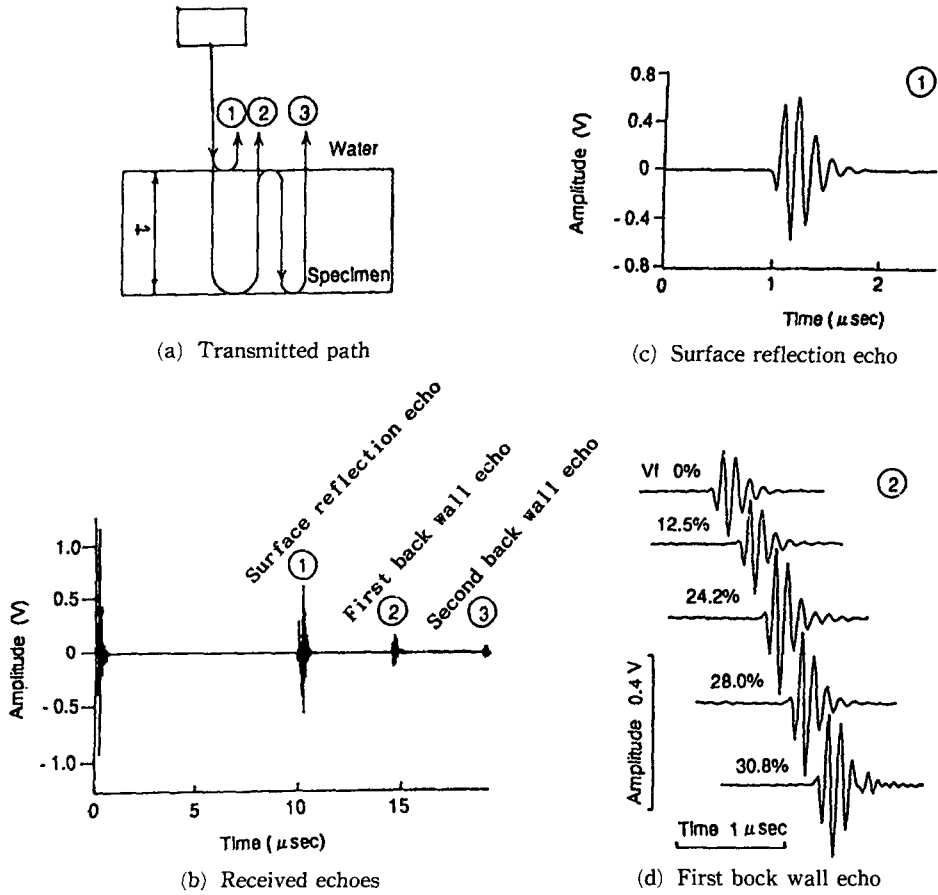 ① ② ③
Water
t
Specimen
(a) Transmitted path
①
0.8
0.4
0
- 0.4
- 0.8
Amplitude (V)
0 1 2
Time ( μ sec)
(c) Surface reflection echo
Surface reflection echo
First back wall echo
Second back wall echo
① ② ③
1.0
0.5
0
- 0.5
- 1.0
Amplitude (V)
0 5 10 15
Time ( μ sec)
(b) Received echoes
②
Vf 0%
12.5%
24.2%
28.0%
30.8%
Amplitude 0.4 V
Time 1 μ sec
(d) First bock wall echo